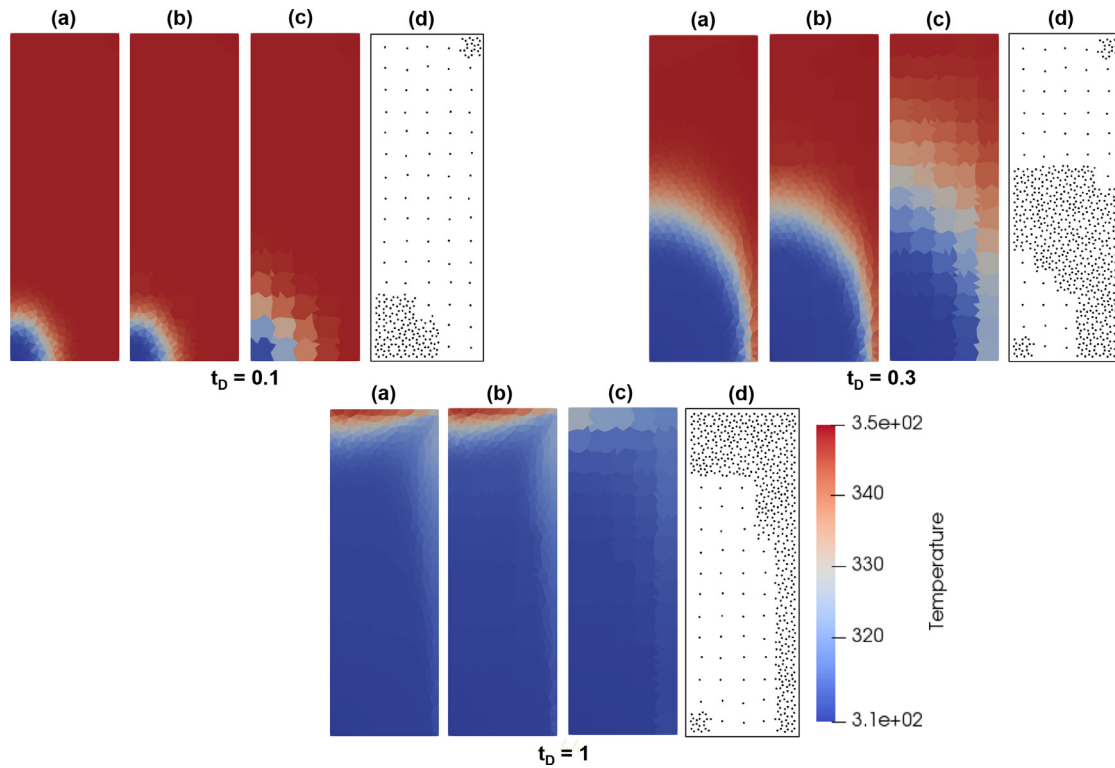 (a) (b) (c) (d)
t_D = 0.1
(a) (b) (c) (d)
t_D = 0.3
(a) (b) (c) (d)
t_D = 1
3.5e+02
340
330
320
3.1e+02
Temperature